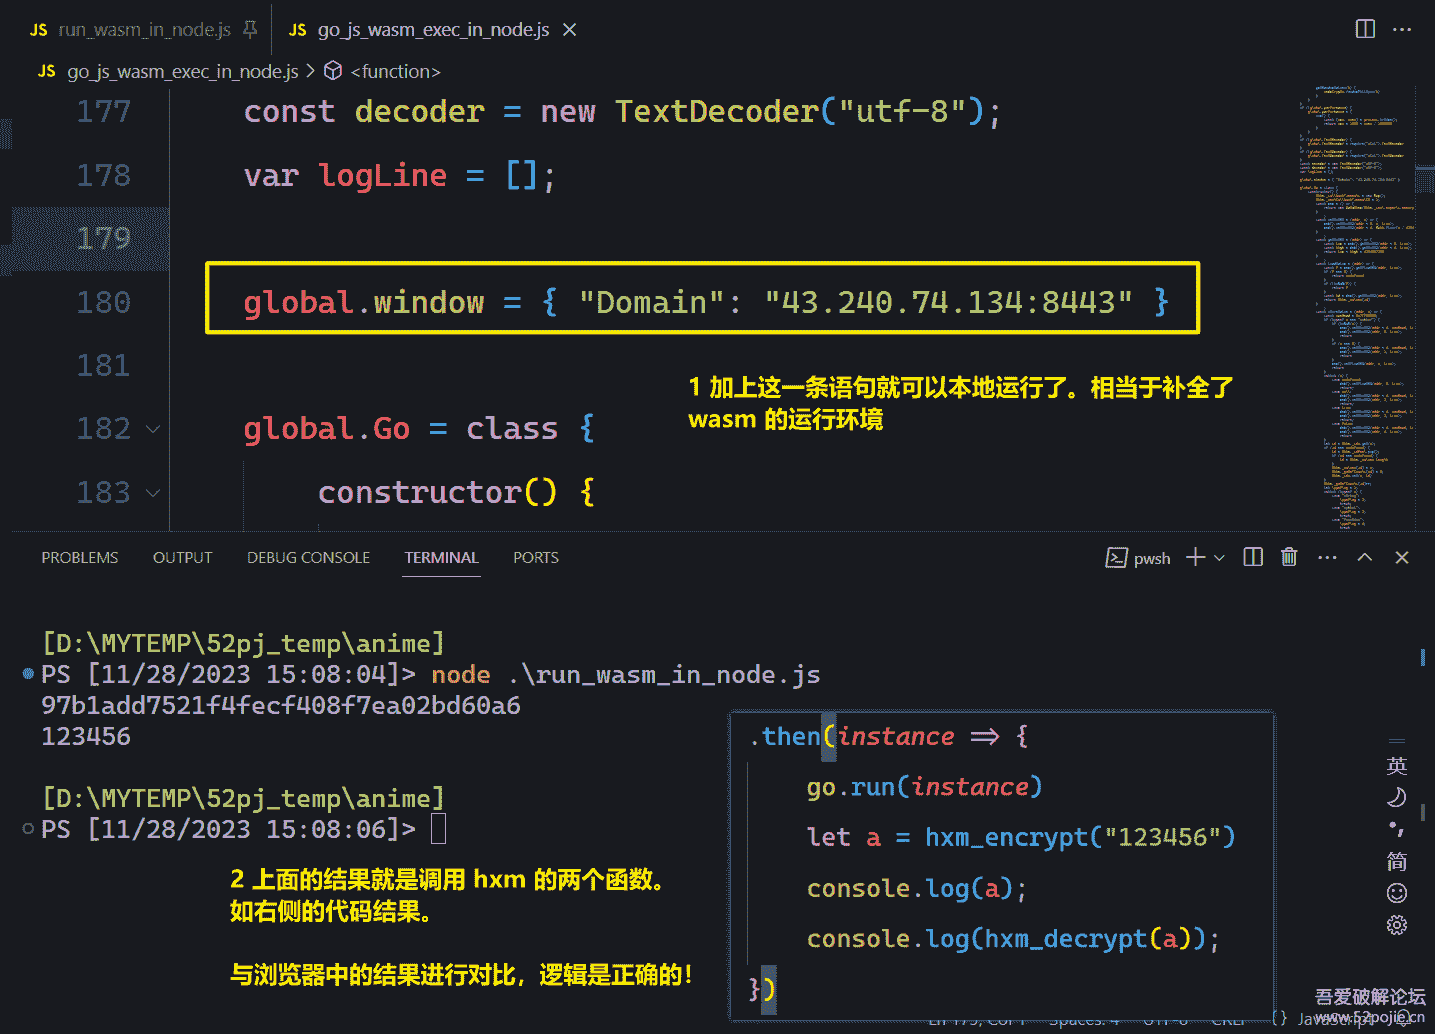 JS run_wasm_in_node.js
JS go_js_wasm_exec_in_node.js
JS go_js_wasm_exec_in_node.js > <function>
177 const decoder = new TextDecoder("utf-8");
178 var logLine = [];
179
180 global.window = { "Domain": "43.240.74.134:8443" }
181
1 加上这一条语句就可以本地运行了。相当于补全了
wasm 的运行环境
182 global.Go = class {
183 constructor() {
PROBLEMS OUTPUT DEBUG CONSOLE TERMINAL PORTS
pwsh
[D:\MYTEMP\52pj_temp\anime]
PS [11/28/2023 15:08:04]> node .\run_wasm_in_node.js
97b1add7521f4fecf408f7ea02bd60a6
123456
[D:\MYTEMP\52pj_temp\anime]
PS [11/28/2023 15:08:06]>
2 上面的结果就是调用 hxm 的两个函数。
如右侧的代码结果。
与浏览器中的结果进行对比，逻辑是正确的！
.then(instance => {
go.run(instance)
let a = hxm_encrypt("123456")
console.log(a);
console.log(hxm_decrypt(a));
})
英
简
吾爱破解论坛
www.52pojie.cn